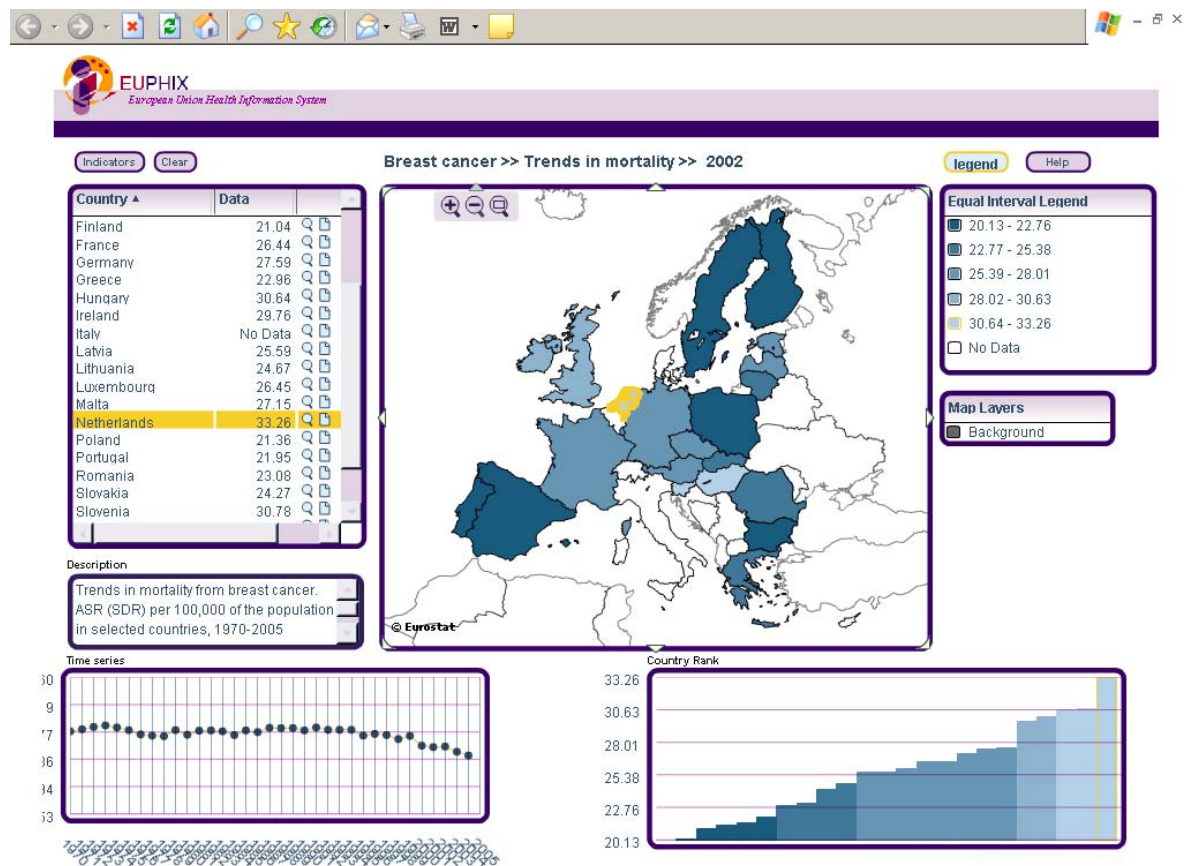 EUPHIX
European Union Health Information System
Indicators
Clear
Breast cancer >> Trends in mortality >> 2002
legend
Help
Country Data
Finland 21.04
France 26.44
Germany 27.59
Greece 22.96
Hungary 30.64
Ireland 29.76
Italy No Data
Latvia 25.59
Lithuania 24.67
Luxembourg 26.45
Malta 27.15
Netherlands 33.26
Poland 21.36
Portugal 21.95
Romania 23.08
Slovakia 24.27
Slovenia 30.78
© Eurostat
Equal Interval Legend
20.13 - 22.76
22.77 - 25.38
25.39 - 28.01
28.02 - 30.63
30.64 - 33.26
No Data
Map Layers
Background
Description
Trends in mortality from breast cancer.
ASR (SDR) per 100,000 of the population
in selected countries, 1970-2005
Time series
Country Rank
33.26
30.63
28.01
25.38
22.76
20.13